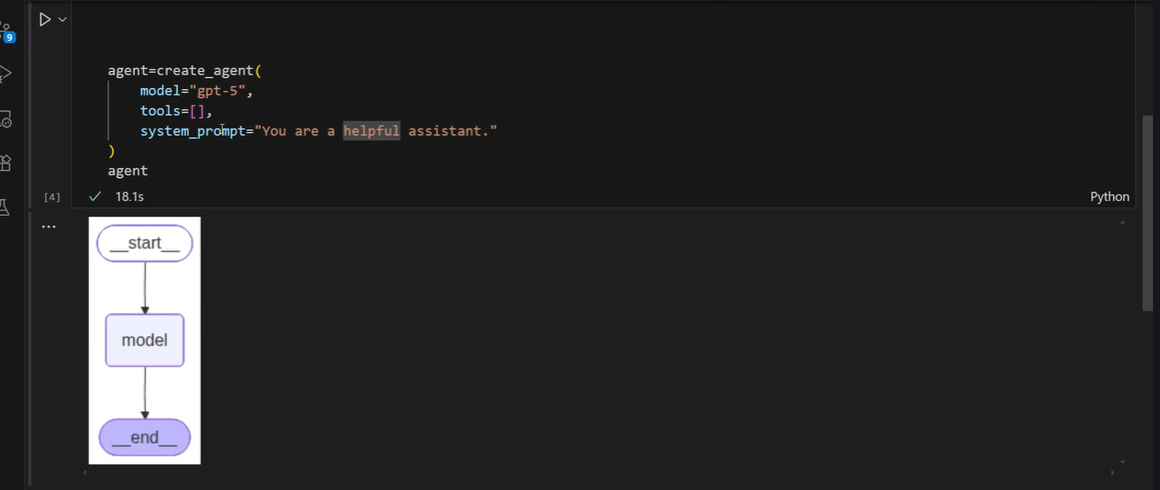 9
agent=create_agent(
model="gpt-5",
tools=[],
system_prompt="You are a helpful assistant."
)
agent
[4]
18.1s
Python
...
__start__
model
__end__